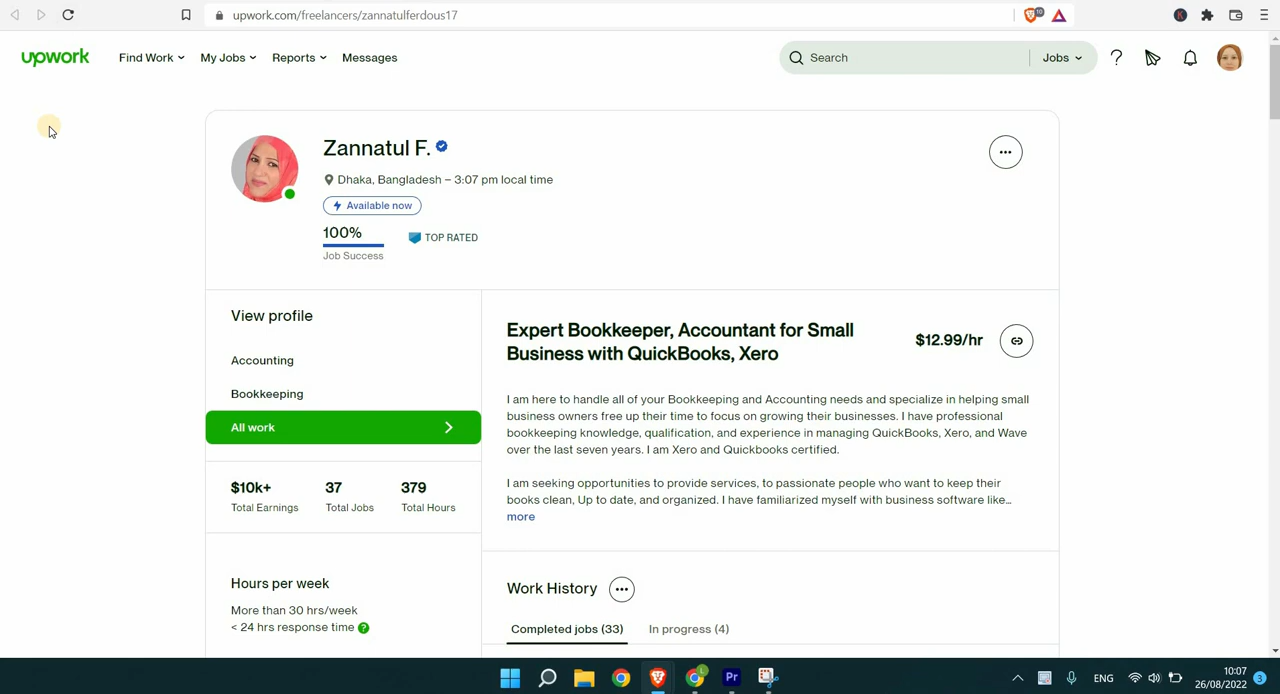 upwork.com/freelancers/zannatulferdous17
10
K
upwork
Find Work
My Jobs
Reports
Messages
Search
Jobs
?
Zannatul F.
Dhaka, Bangladesh – 3:07 pm local time
Available now
100%
Job Success
TOP RATED
View profile
Accounting
Bookkeeping
All work
$10k+
Total Earnings
37
Total Jobs
379
Total Hours
Hours per week
More than 30 hrs/week
< 24 hrs response time ?
Expert Bookkeeper, Accountant for Small
Business with QuickBooks, Xero
$12.99/hr
I am here to handle all of your Bookkeeping and Accounting needs and specialize in helping small
business owners free up their time to focus on growing their businesses. I have professional
bookkeeping knowledge, qualification, and experience in managing QuickBooks, Xero, and Wave
over the last seven years. I am Xero and Quickbooks certified.
I am seeking opportunities to provide services, to passionate people who want to keep their
books clean, Up to date, and organized. I have familiarized myself with business software like…
more
Work History
Completed jobs (33)
In progress (4)
L
Pr
ENG
10:07
26/08/2022
3